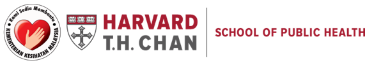 Kami Sedia Membantu
KEMENTERIAN KESIHATAN MALAYSIA
HARVARD
T.H. CHAN
SCHOOL OF PUBLIC HEALTH